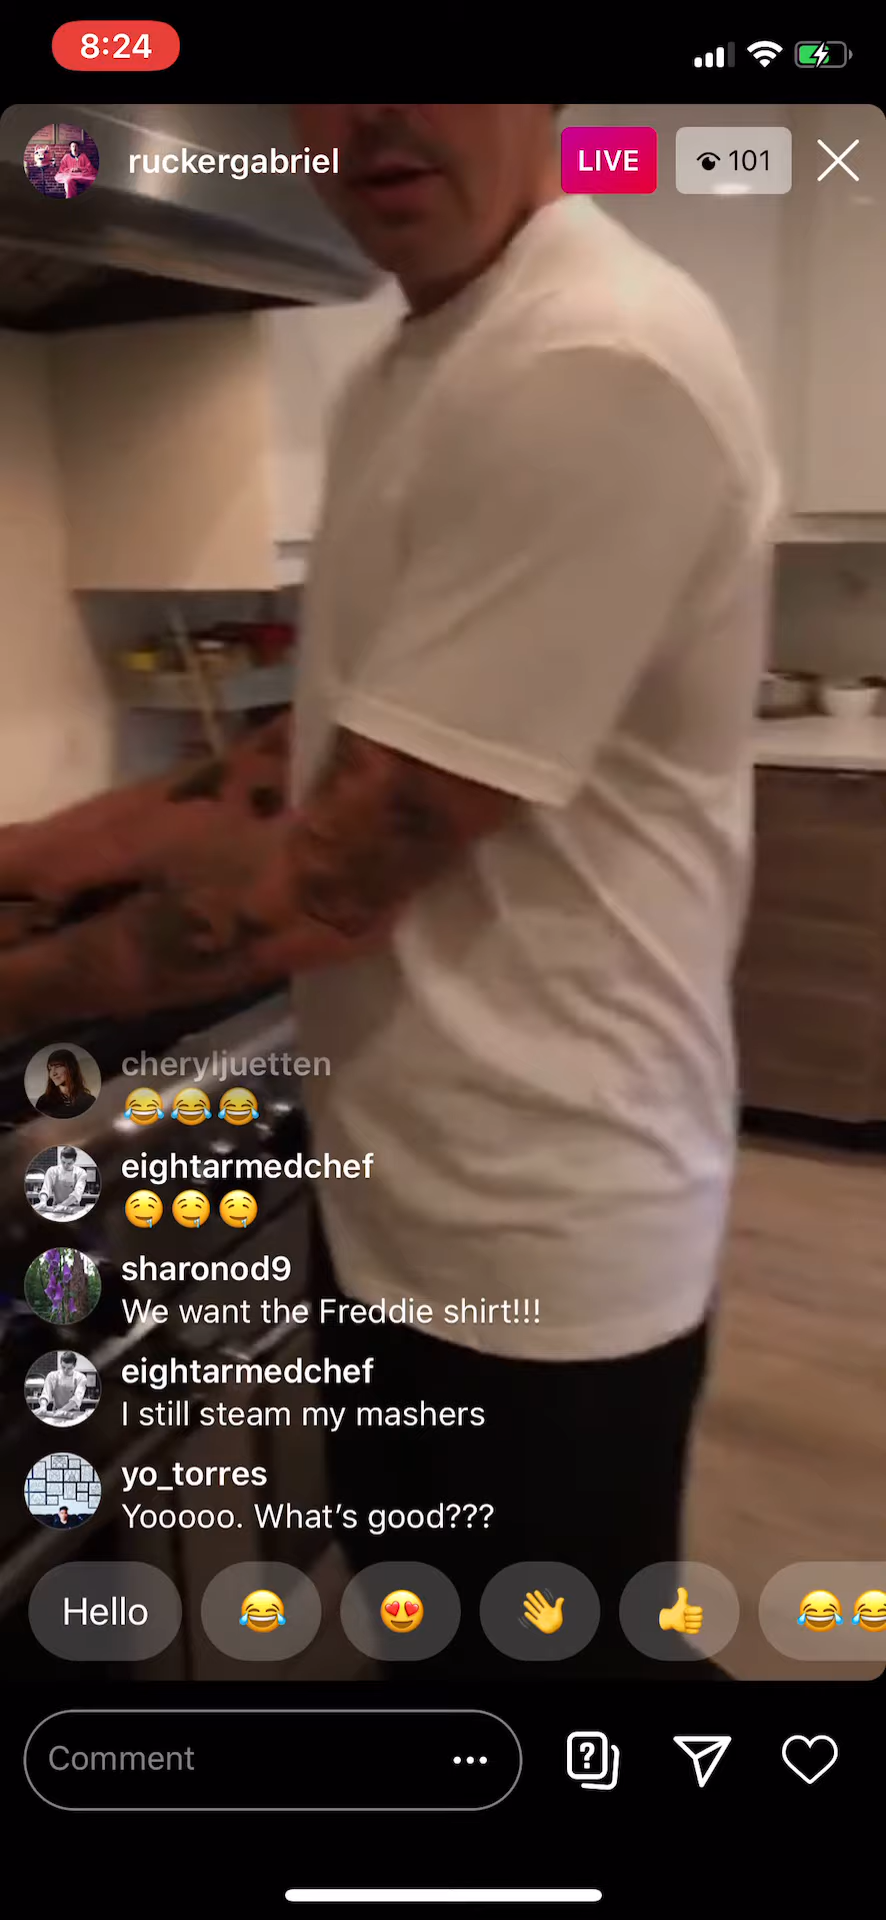 8:24
ruckergabriel
LIVE
101
cheryljuetten
😂😂😂
eightarmedchef
🤤🤤🤤
sharonod9
We want the Freddie shirt!!!
eightarmedchef
I still steam my mashers
yo_torres
Yooooo. What's good???
Hello 😂 😍 👋 👍 😂😂
Comment
?